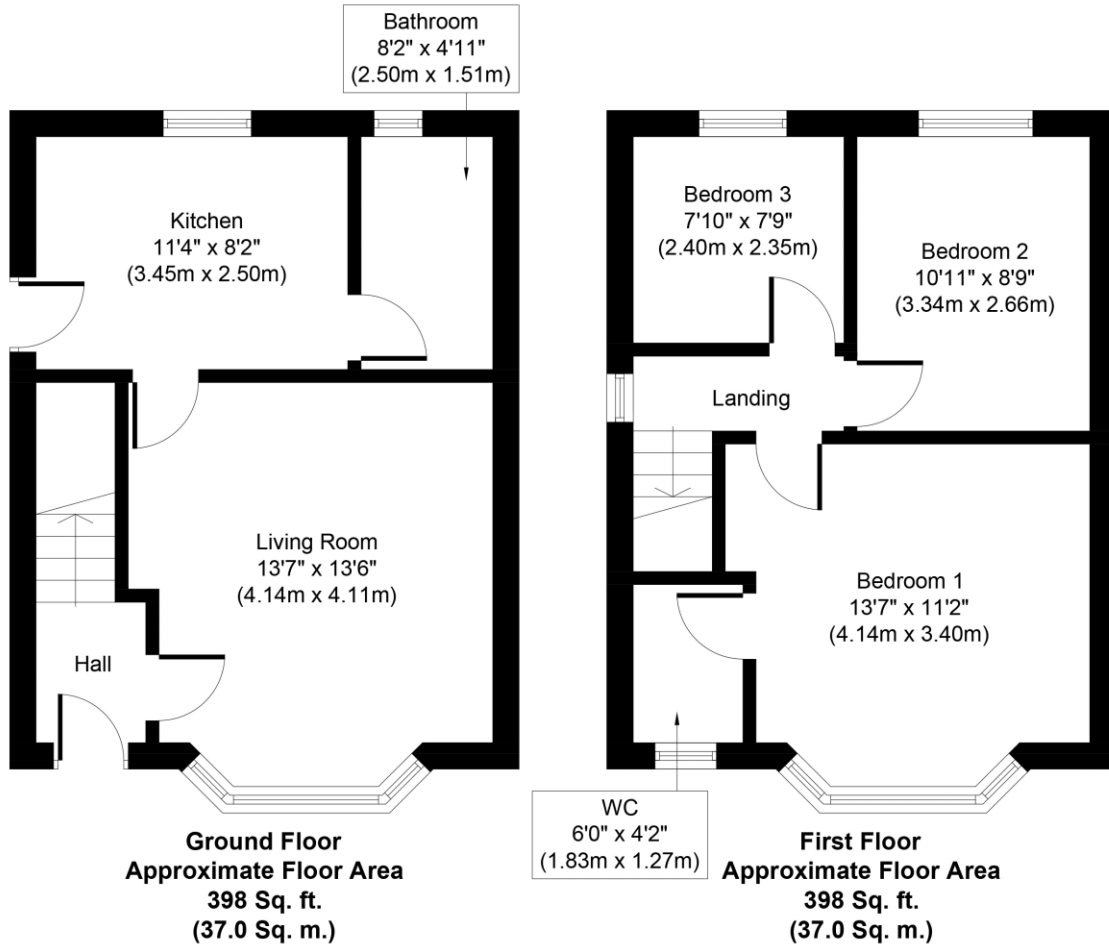 Bathroom
8'2" x 4'11"
(2.50m x 1.51m)
Kitchen
11'4" x 8'2"
(3.45m x 2.50m)
Living Room
13'7" x 13'6"
(4.14m x 4.11m)
Hall
Ground Floor
Approximate Floor Area
398 Sq. ft.
(37.0 Sq. m.)
Bedroom 3
7'10" x 7'9"
(2.40m x 2.35m)
Bedroom 2
10'11" x 8'9"
(3.34m x 2.66m)
Landing
Bedroom 1
13'7" x 11'2"
(4.14m x 3.40m)
WC
6'0" x 4'2"
(1.83m x 1.27m)
First Floor
Approximate Floor Area
398 Sq. ft.
(37.0 Sq. m.)